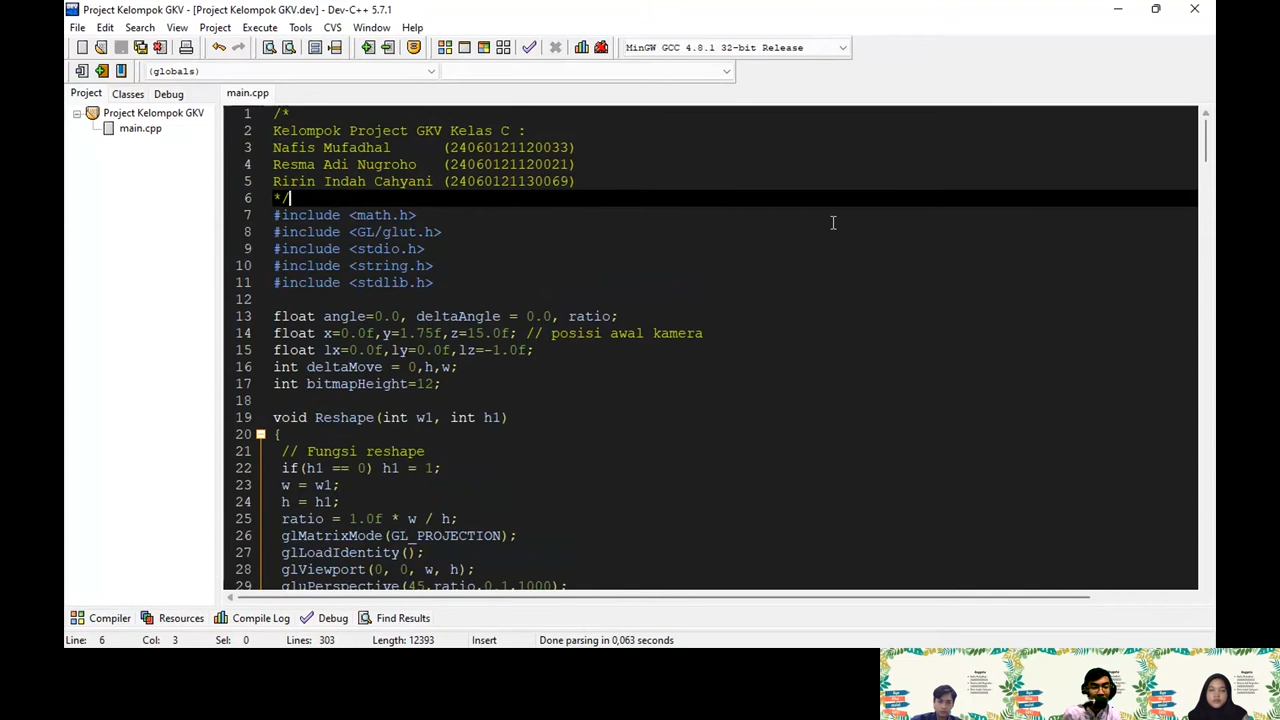 Project Kelompok GKV - [Project Kelompok GKV.dev] - Dev-C++ 5.7.1
File Edit Search View Project Execute Tools CVS Window Help
MinGW GCC 4.8.1 32-bit Release
(globals)
Project Classes Debug main.cpp
Project Kelompok GKV
main.cpp
1 /*
2 Kelompok Project GKV Kelas C :
3 Nafis Mufadhal (24060121120033)
4 Resma Adi Nugroho (24060121120021)
5 Ririn Indah Cahyani (24060121130069)
6 */
7 #include <math.h>
8 #include <GL/glut.h>
9 #include <stdio.h>
10 #include <string.h>
11 #include <stdlib.h>
12
13 float angle=0.0, deltaAngle = 0.0, ratio;
14 float x=0.0f,y=1.75f,z=15.0f; // posisi awal kamera
15 float lx=0.0f,ly=0.0f,lz=-1.0f;
16 int deltaMove = 0,h,w;
17 int bitmapHeight=12;
18
19 void Reshape(int w1, int h1)
20 {
21 // Fungsi reshape
22 if(h1 == 0) h1 = 1;
23 w = w1;
24 h = h1;
25 ratio = 1.0f * w / h;
26 glMatrixMode(GL_PROJECTION);
27 glLoadIdentity();
28 glViewport(0, 0, w, h);
29 gluPerspective(45,ratio,0.1,1000);
Compiler Resources Compile Log Debug Find Results
Line: 6 Col: 3 Sel: 0 Lines: 303 Length: 12393 Insert Done parsing in 0,063 seconds